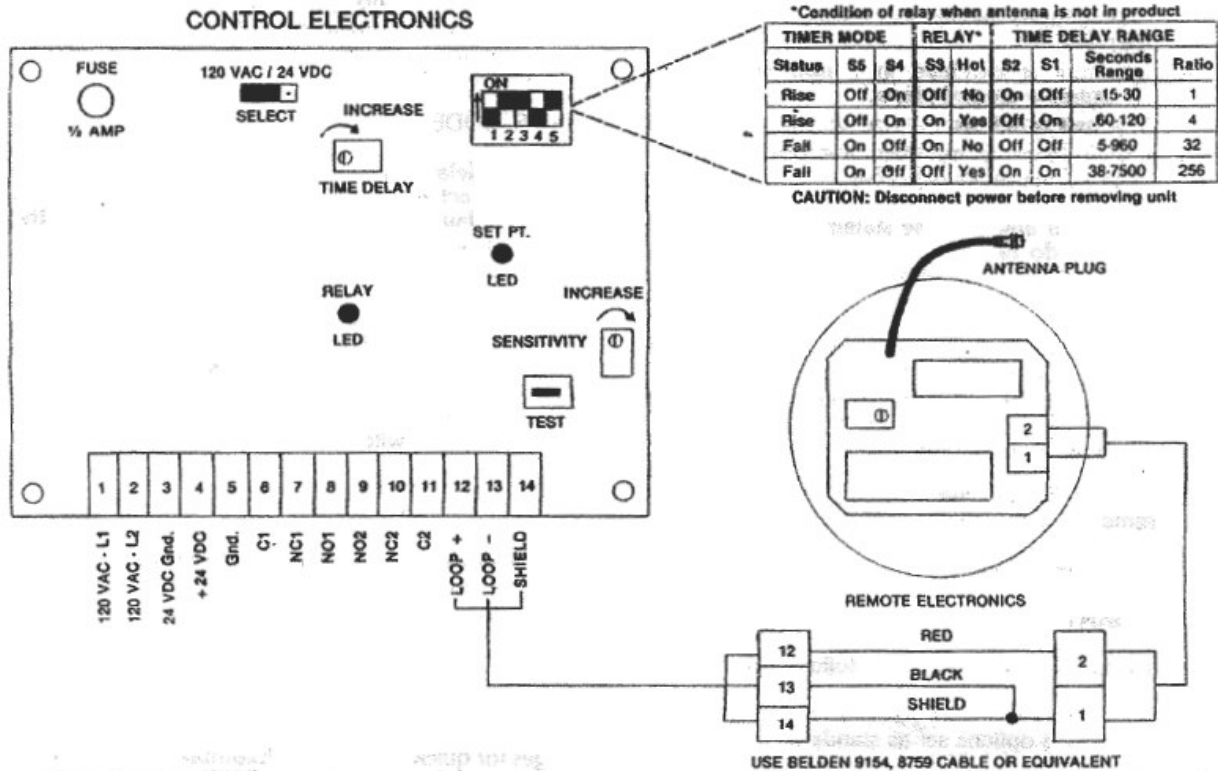 CONTROL ELECTRONICS
FUSE
½ AMP
120 VAC / 24 VDC
SELECT
INCREASE
TIME DELAY
ON
1 2 3 4 5
SET PT.
LED
RELAY
LED
INCREASE
SENSITIVITY
TEST
1 2 3 4 5 6 7 8 9 10 11 12 13 14
120 VAC - L1
120 VAC - L2
24 VDC Gnd.
+24 VDC
Gnd.
C1
NC1
NO1
NO2
NC2
C2
LOOP +
LOOP -
SHIELD
*Condition of relay when antenna is not in product
TIMER MODE RELAY* TIME DELAY RANGE
Status S5 S4 S3 Hot S2 S1 Seconds Range Ratio
Rise Off On Off No On Off .15-30 1
Rise Off On On Yes Off On .60-120 4
Fall On Off On No Off Off 5-960 32
Fall On Off Off Yes On On 38-7500 256
CAUTION: Disconnect power before removing unit
ANTENNA PLUG
2
1
REMOTE ELECTRONICS
12 RED 2
13 BLACK
14 SHIELD 1
USE BELDEN 9154, 8759 CABLE OR EQUIVALENT